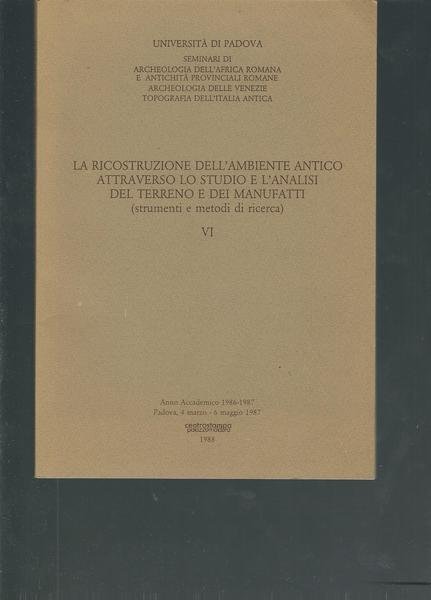 UNIVERSITÀ DI PADOVA
SEMINARI DI
ARCHEOLOGIA DELL'AFRICA ROMANA
E ANTICHITÀ PROVINCIALI ROMANE
ARCHEOLOGIA DELLE VENEZIE
TOPOGRAFIA DELL'ITALIA ANTICA
LA RICOSTRUZIONE DELL'AMBIENTE ANTICO
ATTRAVERSO LO STUDIO E L'ANALISI
DEL TERRENO E DEI MANUFATTI
(strumenti e metodi di ricerca)
VI
Anno Accademico 1986-1987
Padova, 4 marzo - 6 maggio 1987
centrostampa
1988